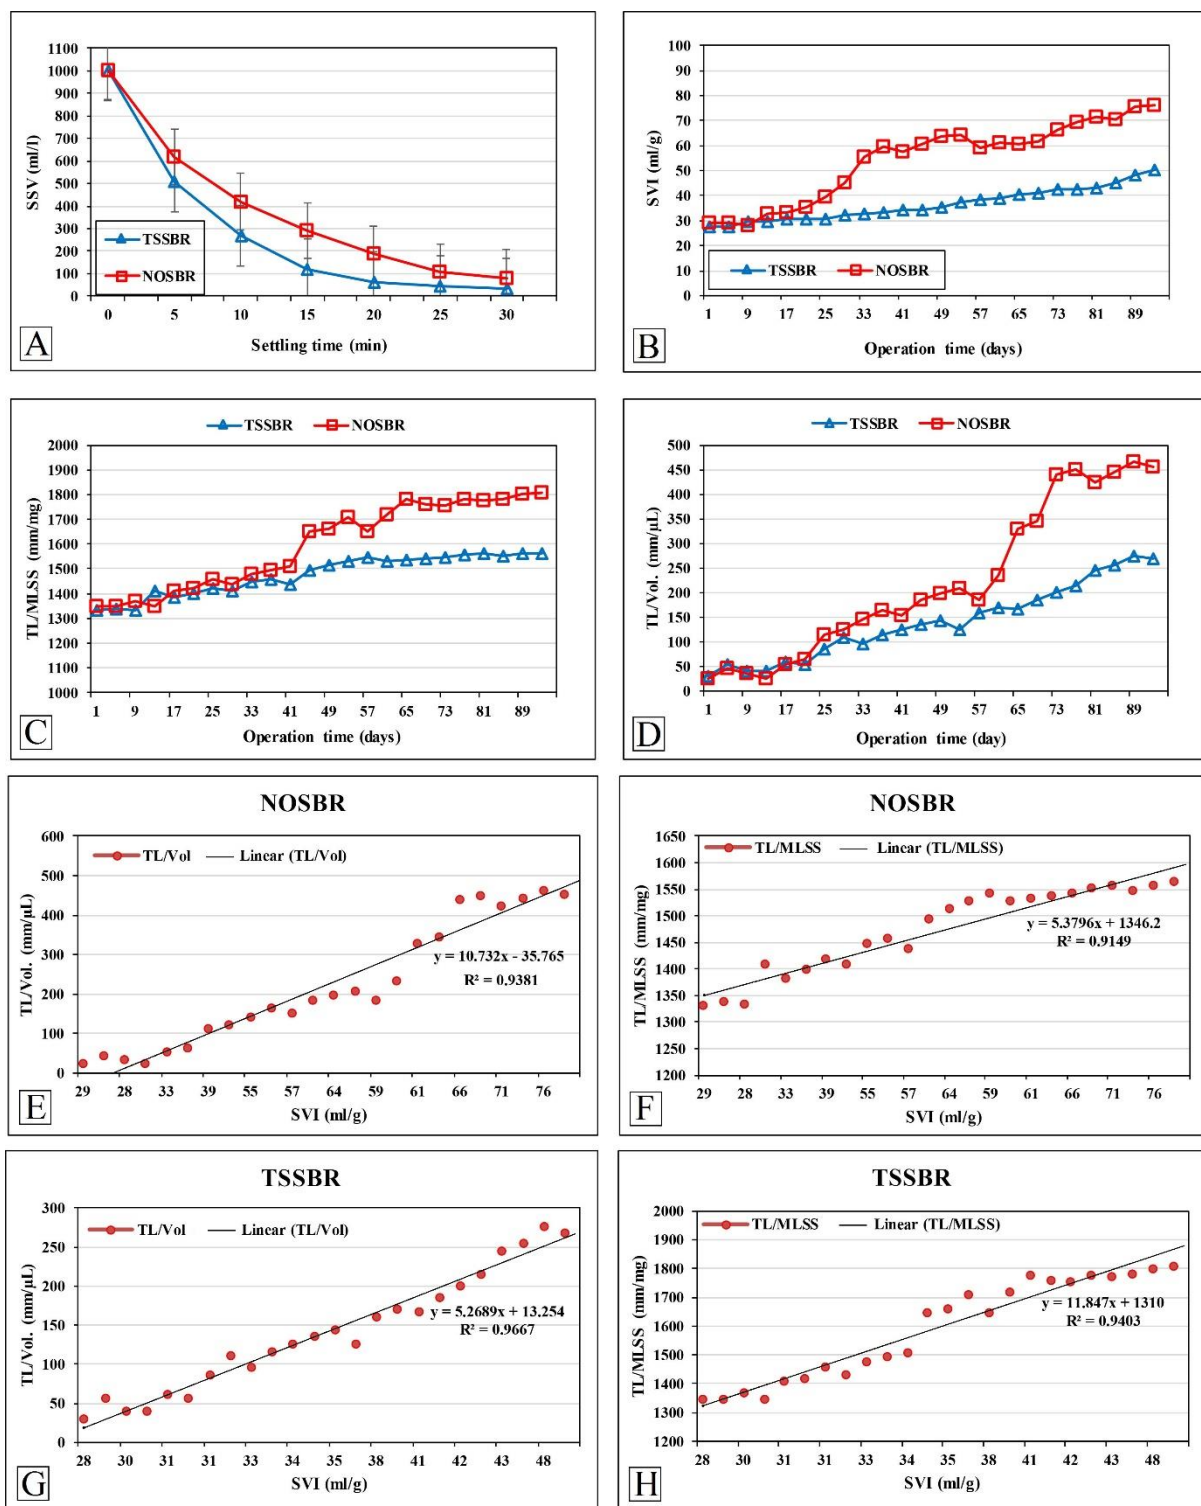 1100
1000
900
800
700
600
500
400
300
200
100
0
SSV (ml/l)
TSSBR
NOSBR
0 5 10 15 20 25 30
Settling time (min)
A
100
90
80
70
60
50
40
30
20
10
0
SVI (ml/g)
TSSBR NOSBR
1 9 17 25 33 41 49 57 65 73 81 89
Operation time (days)
B
TSSBR NOSBR
2000
1900
1800
1700
1600
1500
1400
1300
1200
1100
1000
TL/MLSS (mm/mg)
1 9 17 25 33 41 49 57 65 73 81 89
Operation time (days)
C
TSSBR NOSBR
500
450
400
350
300
250
200
150
100
50
0
TL/Vol. (mm/µL)
1 9 17 25 33 41 49 57 65 73 81 89
Operation time (day)
D
NOSBR
600
500
400
300
200
100
0
TL/Vol. (mm/µL)
TL/Vol Linear (TL/Vol)
y = 10.732x - 35.765
R² = 0.9381
29 28 33 39 55 57 64 59 61 66 71 76
SVI (ml/g)
E
NOSBR
1650
1600
1550
1500
1450
1400
1350
1300
1250
1200
TL/MLSS (mm/mg)
TL/MLSS Linear (TL/MLSS)
y = 5.3796x + 1346.2
R² = 0.9149
29 28 33 39 55 57 64 59 61 66 71 76
SVI (ml/g)
F
TSSBR
300
250
200
150
100
50
0
TL/Vol. (mm/µL)
TL/Vol Linear (TL/Vol)
y = 5.2689x + 13.254
R² = 0.9667
28 30 31 31 33 34 35 38 41 42 43 48
SVI (ml/g)
G
TSSBR
2000
1900
1800
1700
1600
1500
1400
1300
1200
TL/MLSS (mm/mg)
TL/MLSS Linear (TL/MLSS)
y = 11.847x + 1310
R² = 0.9403
28 30 31 31 33 34 35 38 41 42 43 48
SVI (ml/g)
H